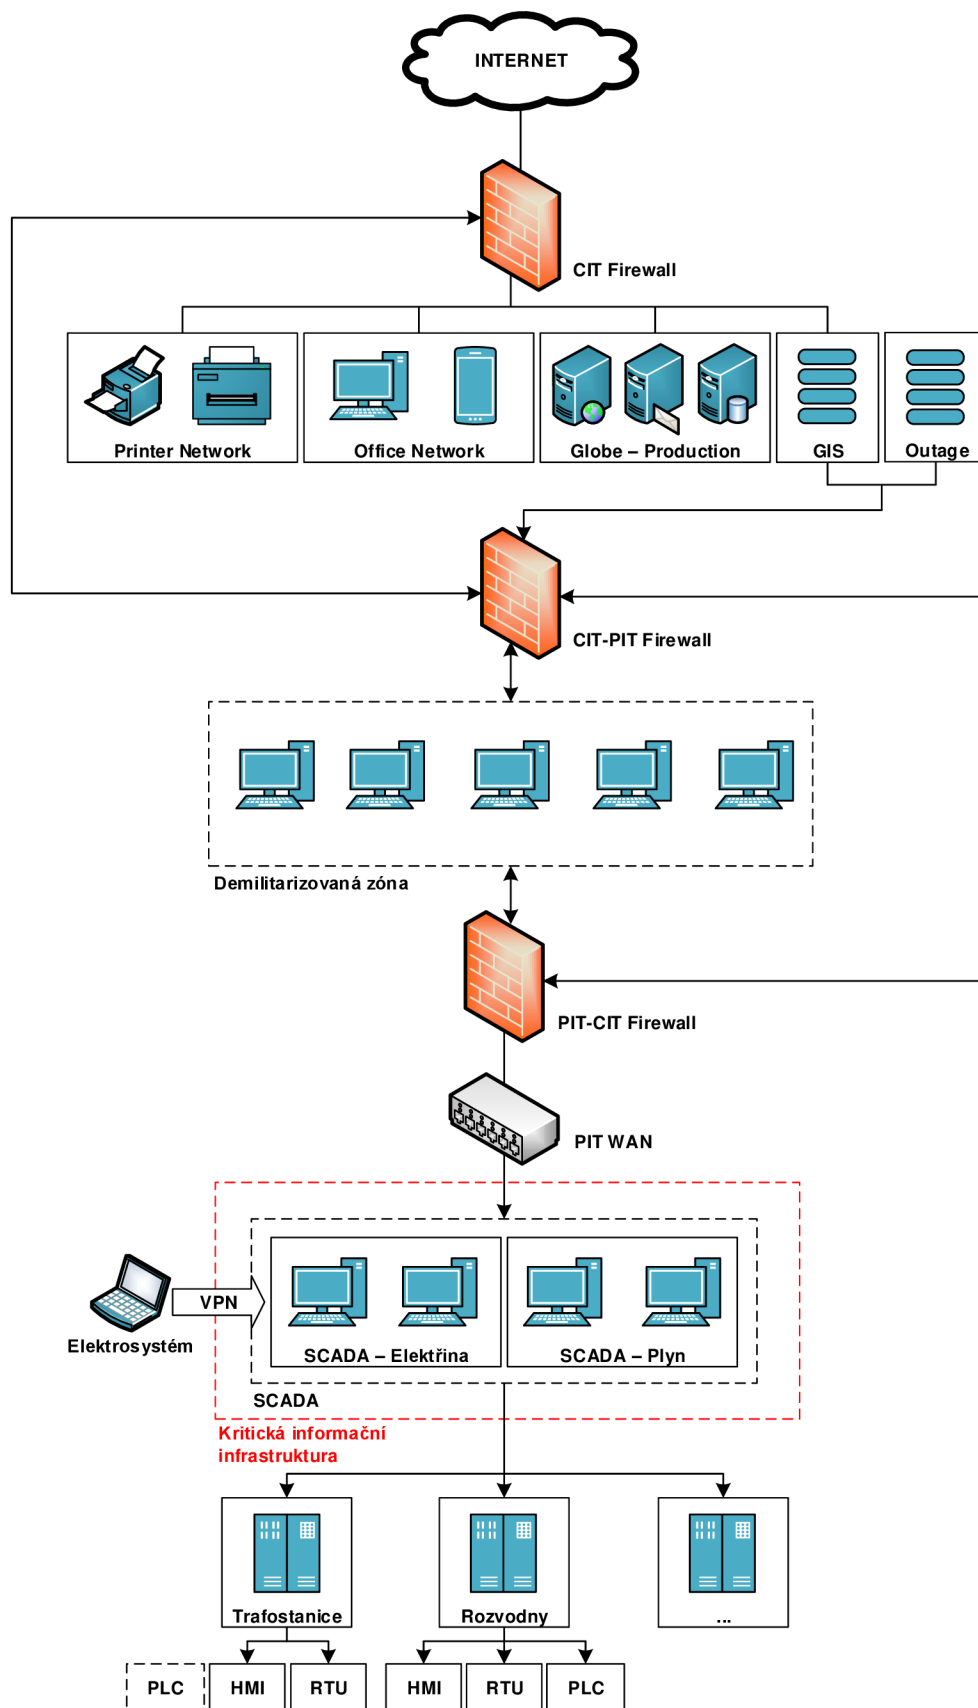 INTERNET
CIT Firewall
Printer Network
Office Network
Globe – Production
GIS
Outage
CIT-PIT Firewall
Demilitarizovaná zóna
PIT-CIT Firewall
PIT WAN
VPN
Elektrosystém
SCADA – Elektřina
SCADA – Plyn
SCADA
Kritická informační
infrastruktura
Trafostanice
Rozvodny
...
PLC
HMI
RTU
HMI
RTU
PLC